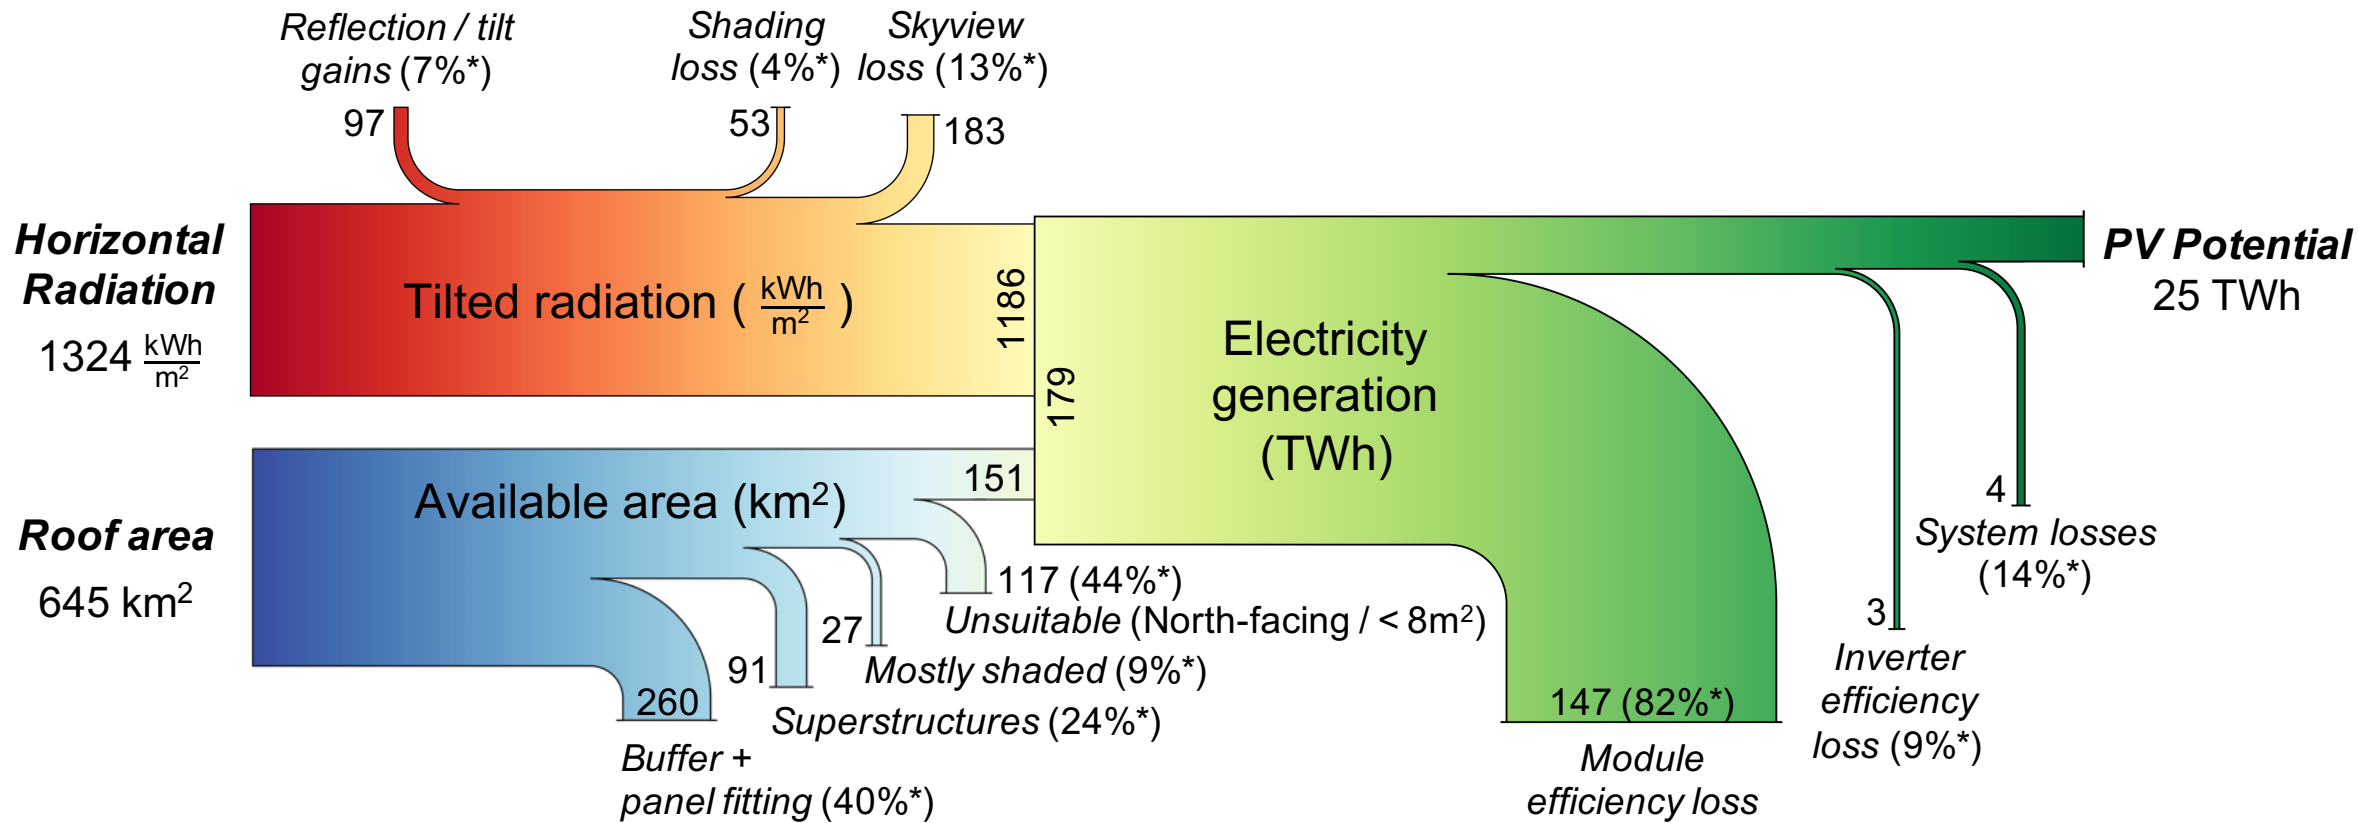 Reflection / tilt
gains (7%*)
97
Shading
loss (4%*)
53
Skyview
loss (13%*)
183
Horizontal
Radiation
1324 kWh/m²
Tilted radiation ( kWh/m² )
1186
179
Electricity
generation
(TWh)
PV Potential
25 TWh
Roof area
645 km²
Available area (km²)
151
117 (44%*)
Unsuitable (North-facing / < 8m²)
27
Mostly shaded (9%*)
91
Superstructures (24%*)
260
Buffer +
panel fitting (40%*)
147 (82%*)
Module
efficiency loss
3
Inverter
efficiency
loss (9%*)
4
System losses
(14%*)